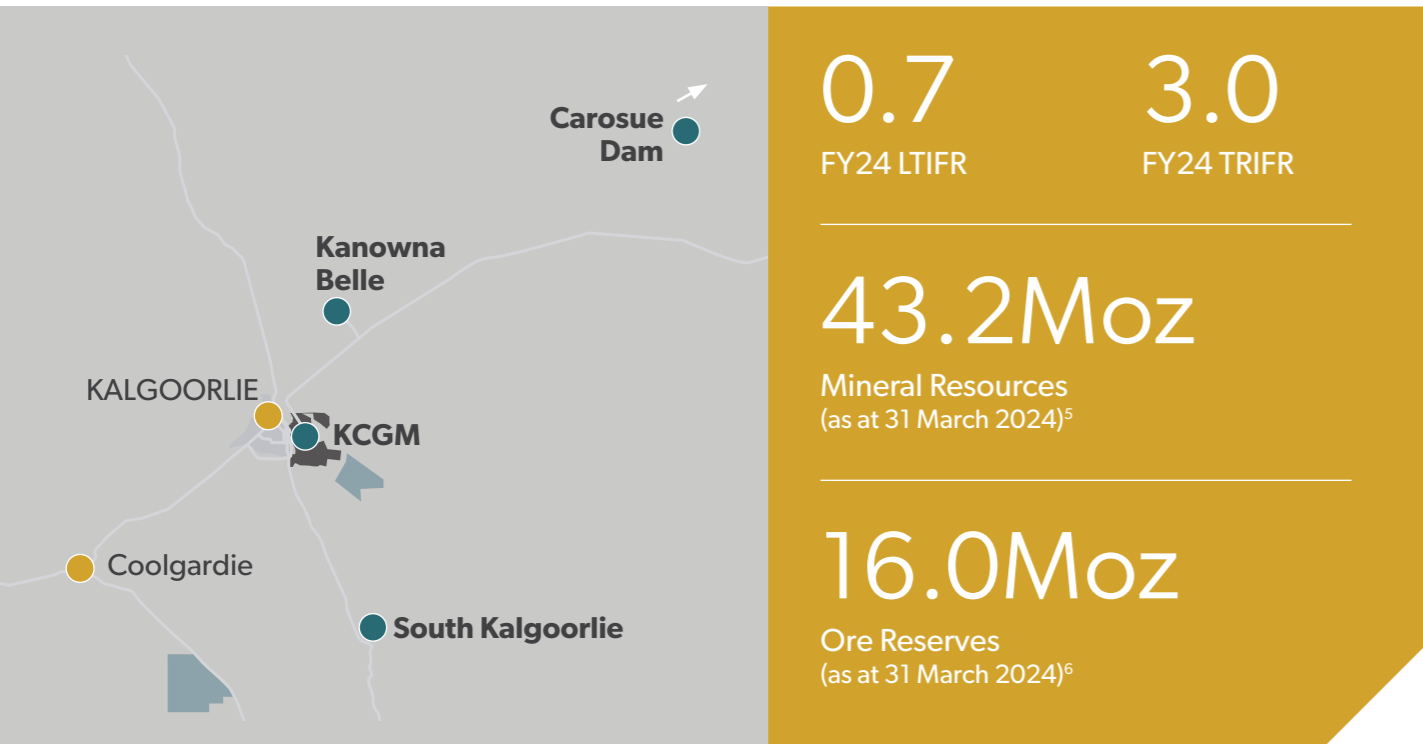 Carosue
Dam
Kanowna
Belle
KALGOORLIE
KCGM
Coolgardie
South Kalgoorlie
0.7
FY24 LTIFR
3.0
FY24 TRIFR
43.2Moz
Mineral Resources
(as at 31 March 2024)⁵
16.0Moz
Ore Reserves
(as at 31 March 2024)⁶